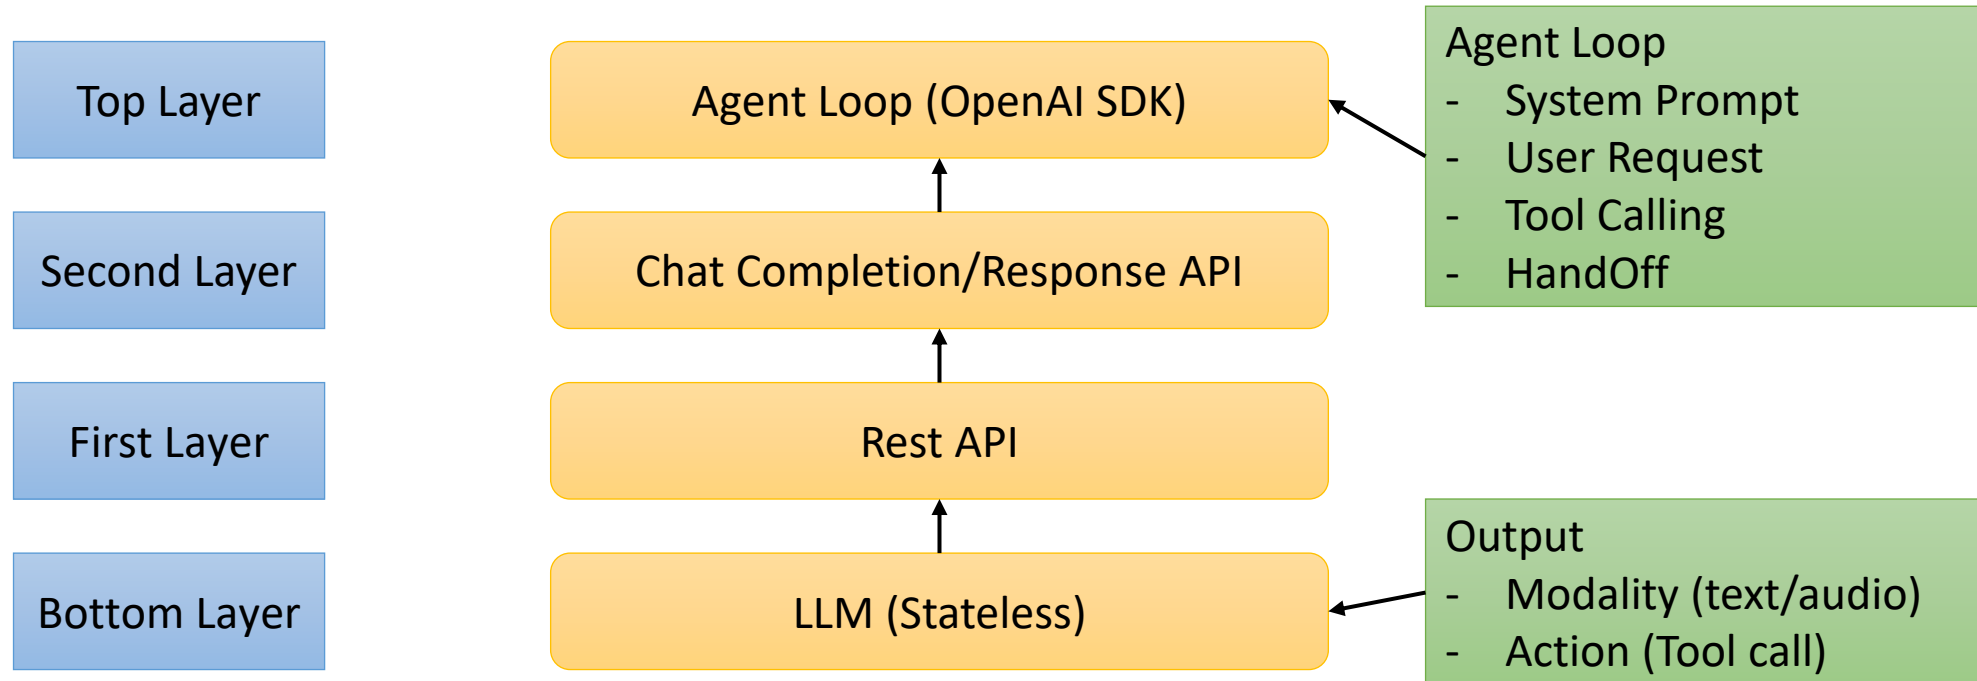 Top Layer
Agent Loop (OpenAI SDK)
Agent Loop
- System Prompt
- User Request
- Tool Calling
- HandOff
Second Layer
Chat Completion/Response API
First Layer
Rest API
Bottom Layer
LLM (Stateless)
Output
- Modality (text/audio)
- Action (Tool call)